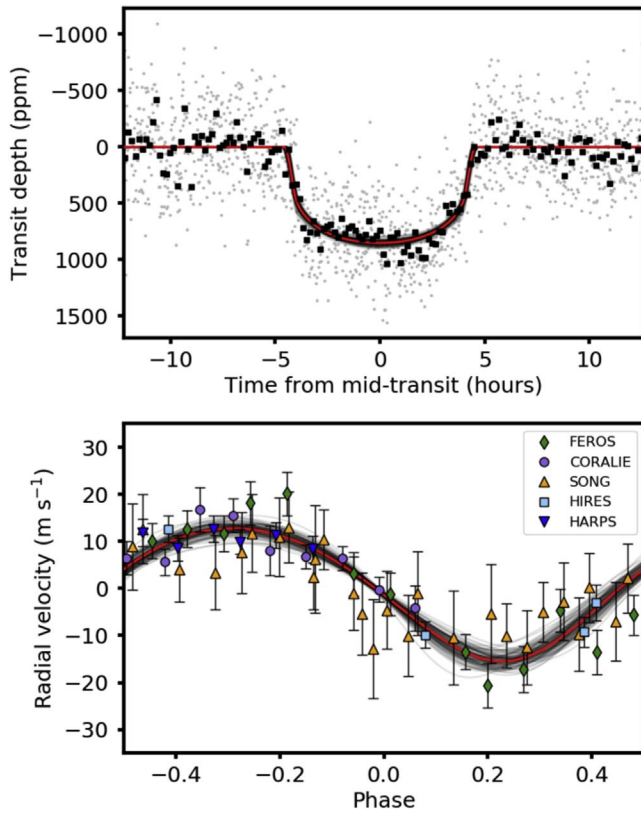 −1000
−500
0
500
1000
1500
Transit depth (ppm)
−10 −5 0 5 10
Time from mid-transit (hours)
30
20
10
0
−10
−20
−30
Radial velocity (m s⁻¹)
FEROS
CORALIE
SONG
HIRES
HARPS
−0.4 −0.2 0.0 0.2 0.4
Phase